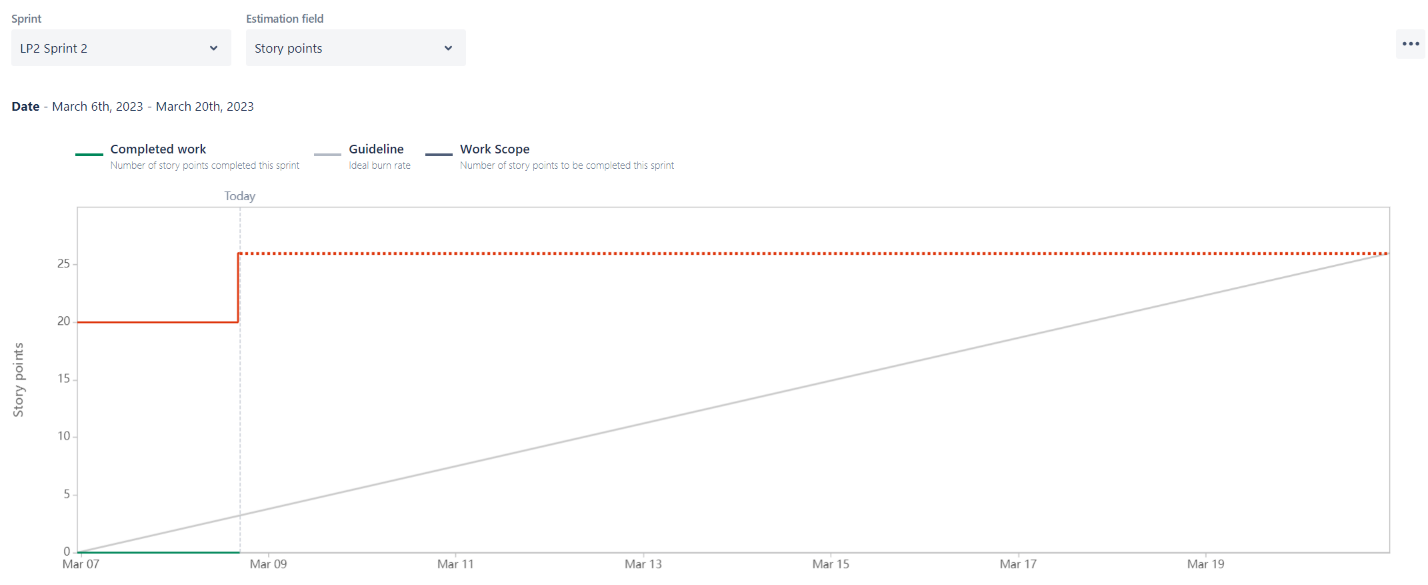 Sprint Estimation field
LP2 Sprint 2 Story points
Date - March 6th, 2023 - March 20th, 2023
Completed work Guideline Work Scope
Number of story points completed this sprint Ideal burn rate Number of story points to be completed this sprint
Today
25
20
15
10
5
0
Story points
Mar 07 Mar 09 Mar 11 Mar 13 Mar 15 Mar 17 Mar 19